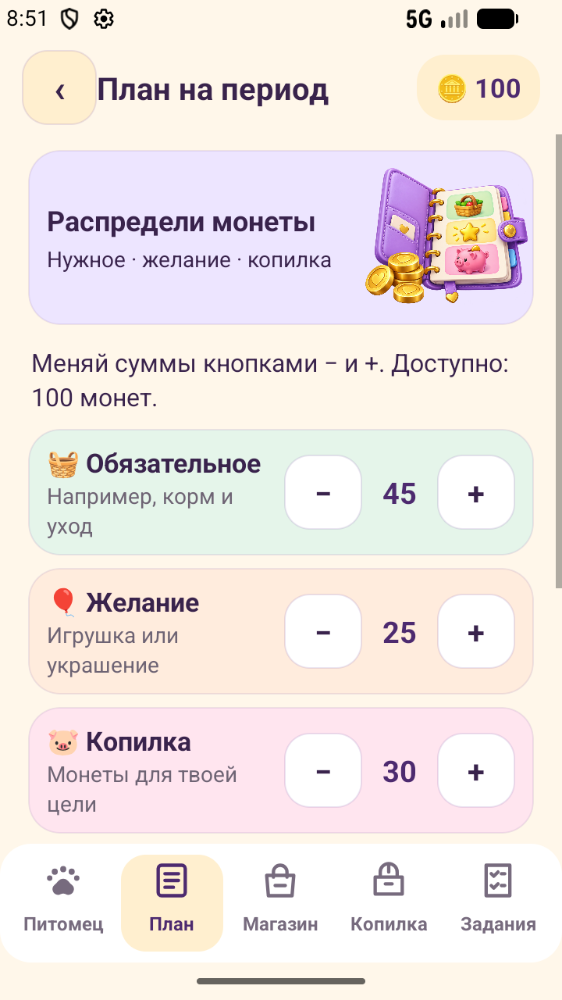 8:51
5G
‹
План на период
100
Распредели монеты
Нужное · желание · копилка
Меняй суммы кнопками − и +. Доступно:
100 монет.
Обязательное
Например, корм и
уход
− 45 +
Желание
Игрушка или
украшение
− 25 +
Копилка
Монеты для твоей
цели
− 30 +
Питомец
План
Магазин
Копилка
Задания